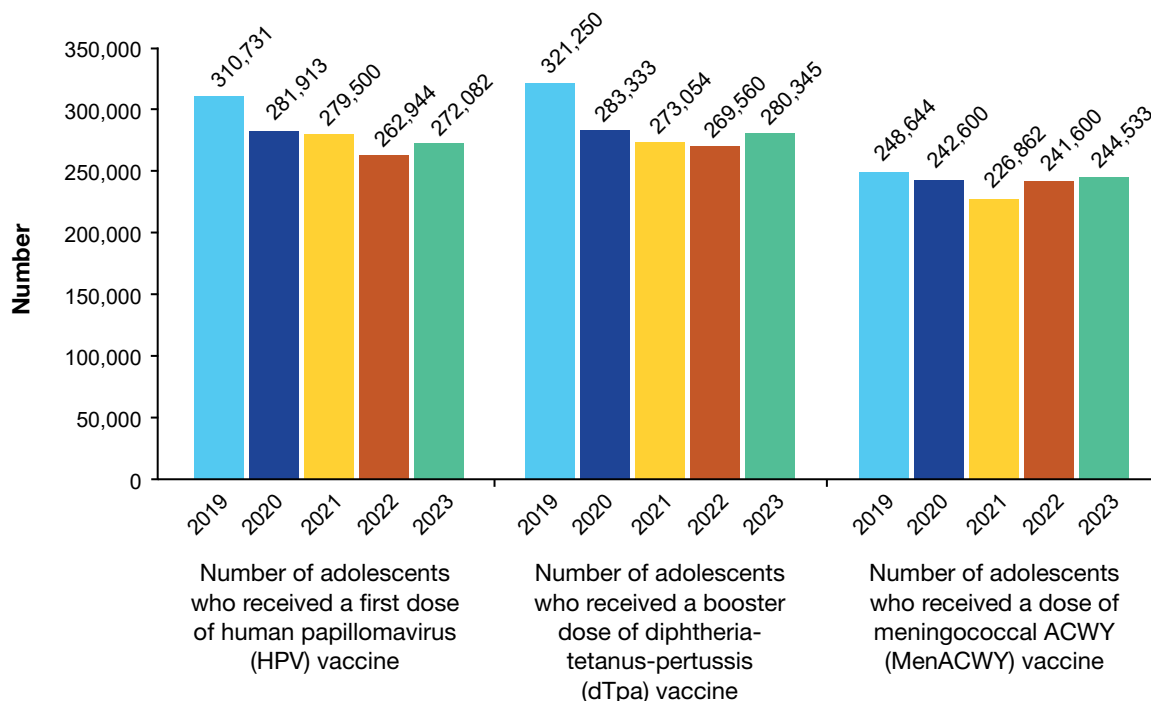 Number
350,000
300,000
250,000
200,000
150,000
100,000
50,000
0
310,731
281,913
279,500
262,944
272,082
321,250
283,333
273,054
269,560
280,345
248,644
242,600
226,862
241,600
244,533
2019
2020
2021
2022
2023
2019
2020
2021
2022
2023
2019
2020
2021
2022
2023
Number of adolescents
who received a first dose
of human papillomavirus
(HPV) vaccine
Number of adolescents
who received a booster
dose of diphtheria-
tetanus-pertussis
(dTpa) vaccine
Number of adolescents
who received a dose of
meningococcal ACWY
(MenACWY) vaccine